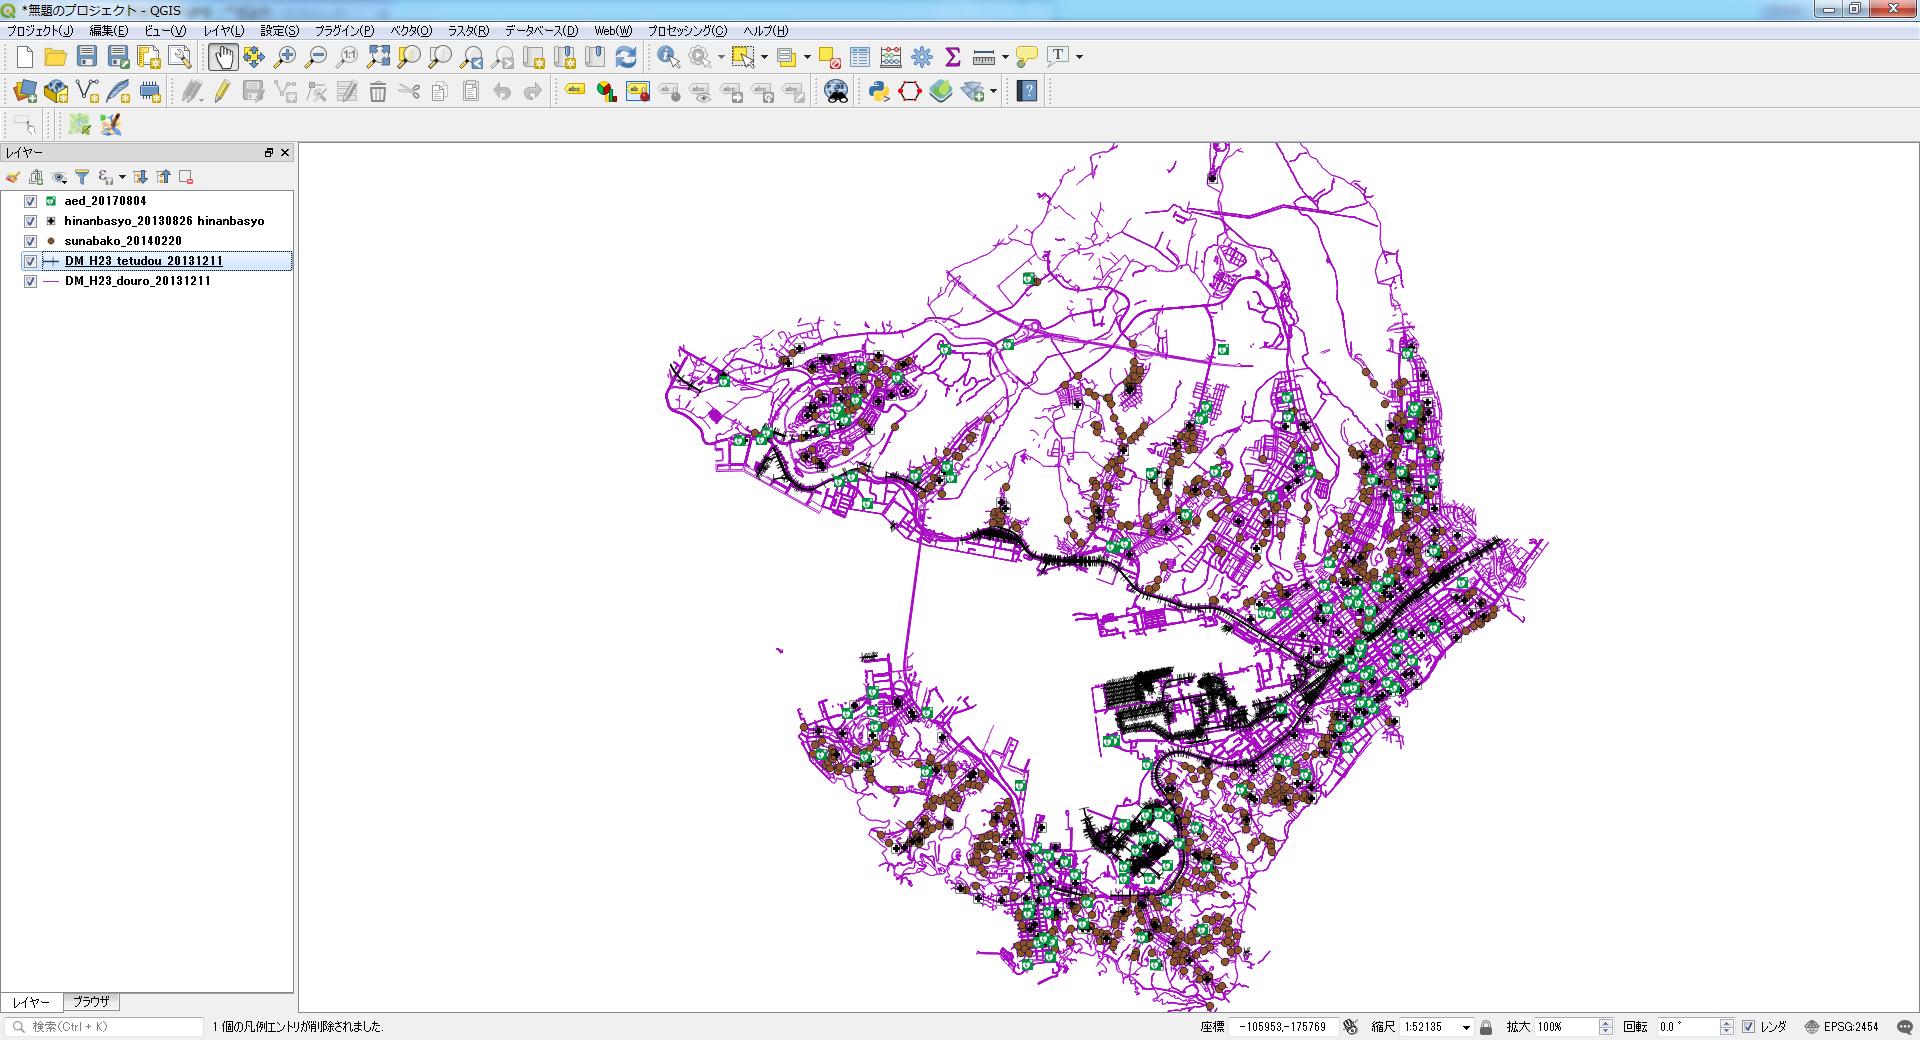 *無題のプロジェクト - QGIS
プロジェクト(J) 編集(E) ビュー(V) レイヤ(L) 設定(S) プラグイン(P) ベクタ(O) ラスタ(R) データベース(D) Web(W) プロセッシング(C) ヘルプ(H)
レイヤー
aed_20170804
hinanbasyo_20130826 hinanbasyo
sunabako_20140220
DM_H23_tetudou_20131211
DM_H23_douro_20131211
レイヤー ブラウザ
検索(Ctrl + K) 1 個の凡例エントリが削除されました. 座標 -105953,-175769 縮尺 1:52135 拡大 100% 回転 0.0 ° レンダ EPSG:2454